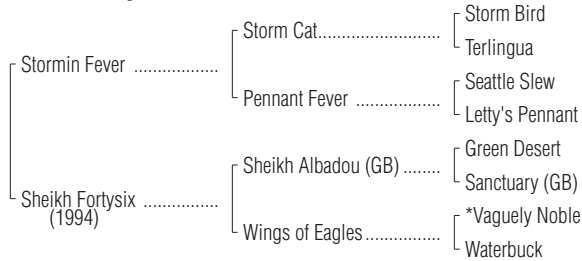 Storm Bird
Storm Cat....................
Terlingua
Stormin Fever .................
Seattle Slew
Pennant Fever .................
Letty's Pennant
Green Desert
Sheikh Albadou (GB) ........
Sanctuary (GB)
Sheikh Fortysix ...............
(1994)
*Vaguely Noble
Wings of Eagles...............
Waterbuck